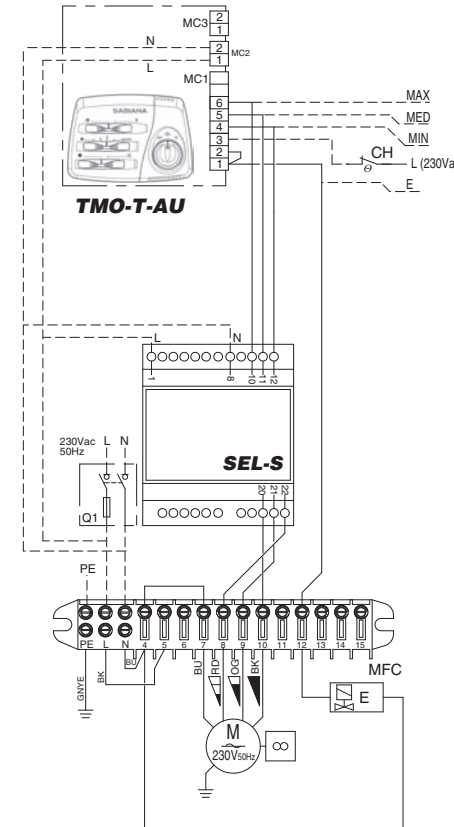 MC3
2
1
N
2
1
MC2
L
MC1
SABIANA
6
5
4
3
2
1
MAX
MED
MIN
CH
L (230Va
E
TMO-T-AU
L
N
1
8
10
11
12
230Vac
50Hz
L
N
SEL-S
20
21
22
Q1
PE
PE
L
N
4
5
6
7
8
9
10
11
12
13
14
15
MFC
GNYE
BK
BU
BU
RD
OG
BK
E
M
230V50Hz
8